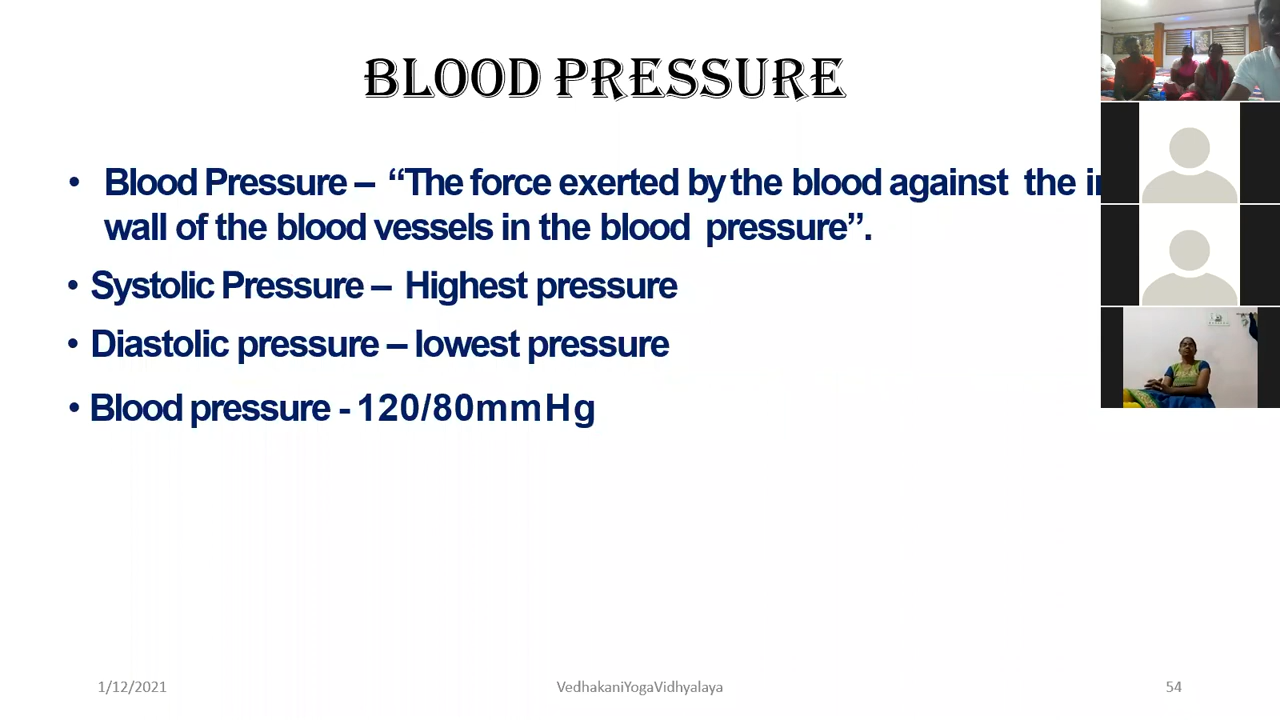 BLOOD PRESSURE
• Blood Pressure – “The force exerted by the blood against the
wall of the blood vessels in the blood pressure”.
• Systolic Pressure – Highest pressure
• Diastolic pressure – lowest pressure
• Blood pressure - 120/80mmHg
1/12/2021 VedhakaniYogaVidhyalaya 54